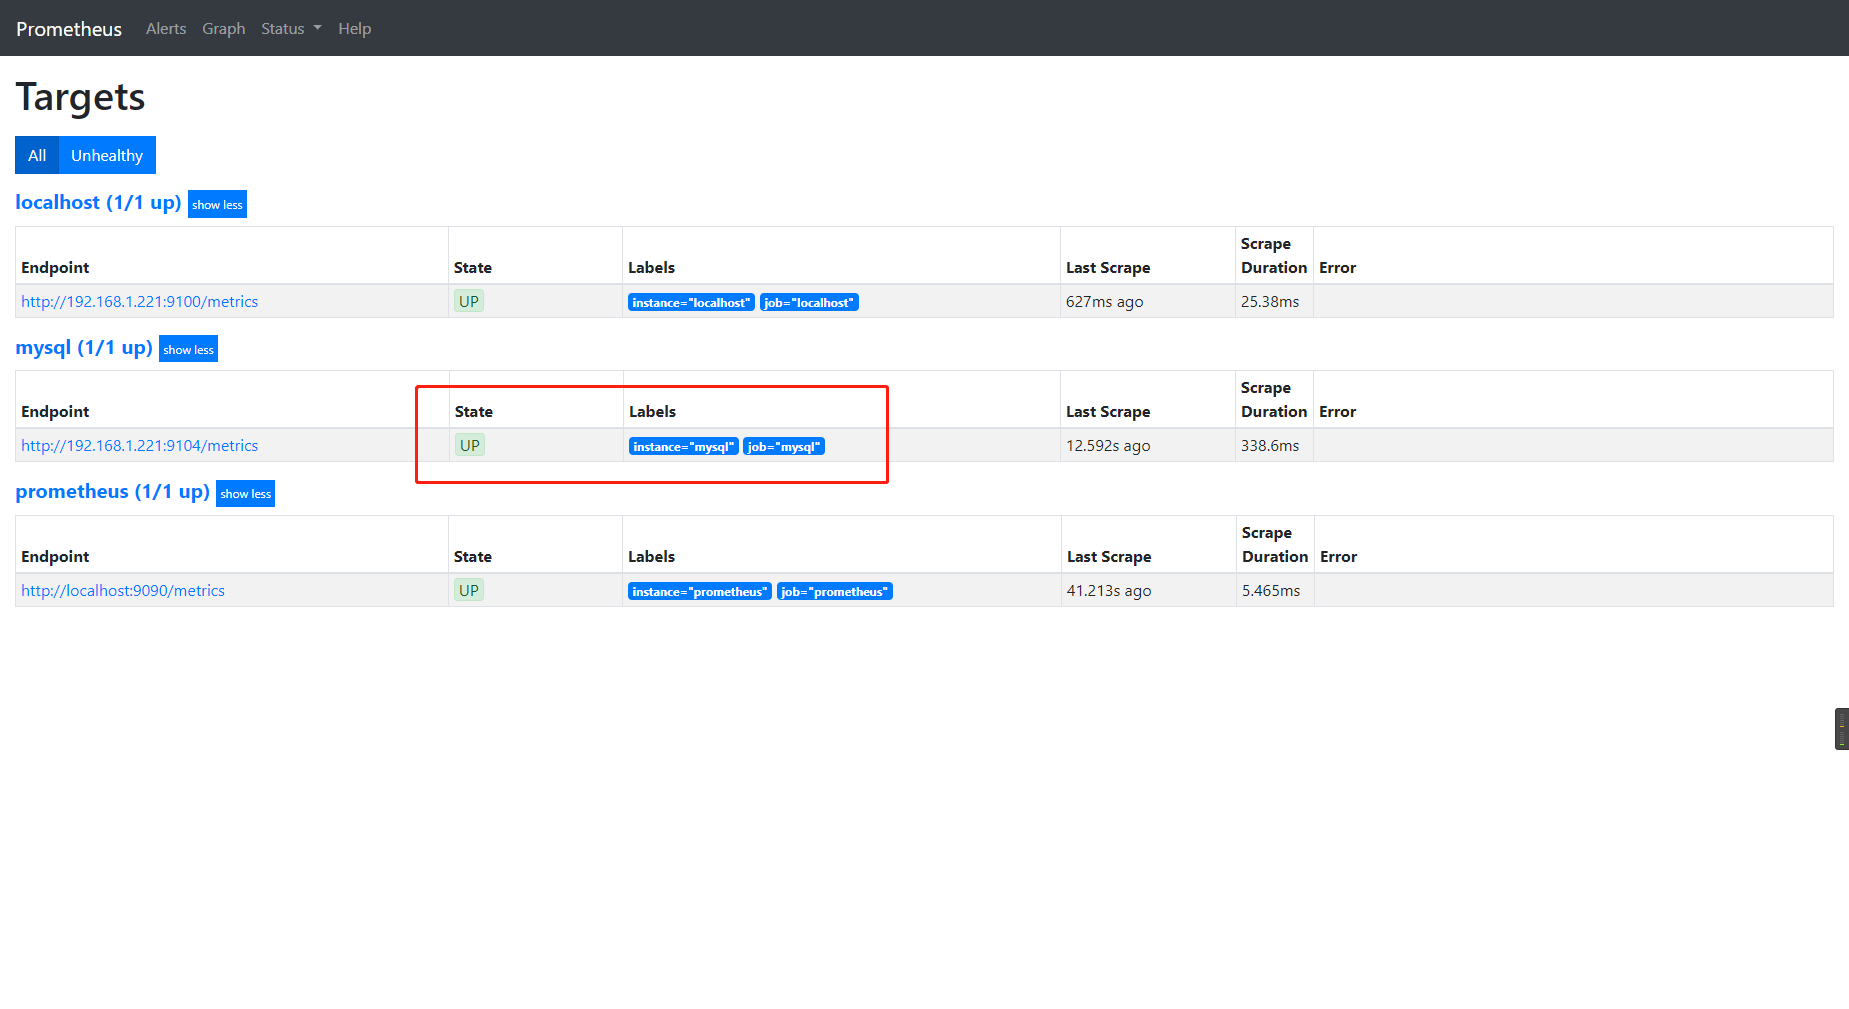 Prometheus Alerts Graph Status Help
Targets
All Unhealthy
localhost (1/1 up) show less
Endpoint State Labels Last Scrape Scrape Duration Error
http://192.168.1.221:9100/metrics UP instance="localhost" job="localhost" 627ms ago 25.38ms
mysql (1/1 up) show less
Endpoint State Labels Last Scrape Scrape Duration Error
http://192.168.1.221:9104/metrics UP instance="mysql" job="mysql" 12.592s ago 338.6ms
prometheus (1/1 up) show less
Endpoint State Labels Last Scrape Scrape Duration Error
http://localhost:9090/metrics UP instance="prometheus" job="prometheus" 41.213s ago 5.465ms